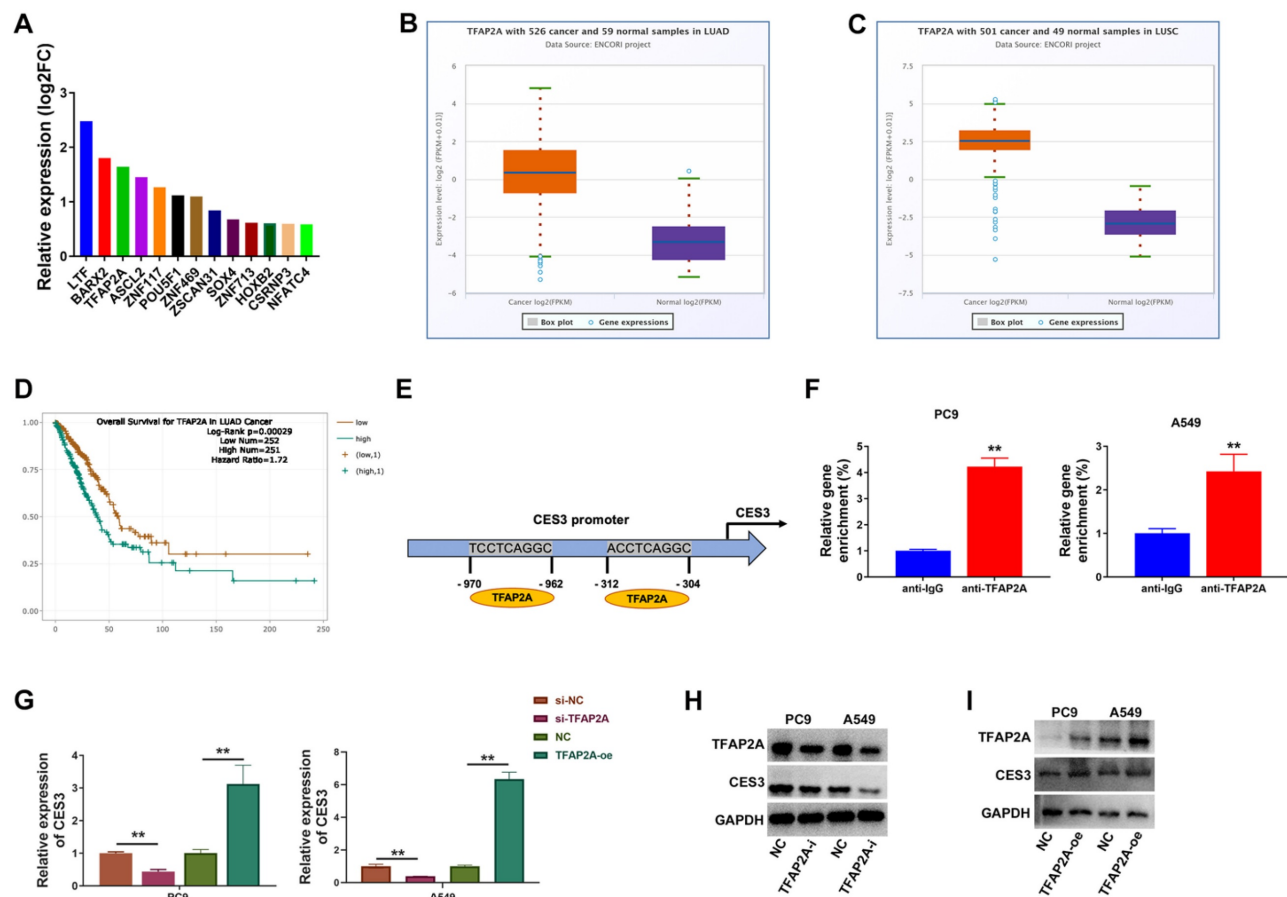 A
Relative expression (log2FC)
3
2
1
0
LTF
BARX2
TFAP2A
ASCL2
ZNF117
POU5F1
ZNF469
ZSCAN31
SOX4
ZNF713
HOXB2
CSRNP3
NFATC4
B
TFAP2A with 526 cancer and 59 normal samples in LUAD
Data Source: ENCORI project
Expression level: log2 (FPKM+0.01)]
6
4
2
0
−2
−4
−6
Cancer log2(FPKM)
Normal log2(FPKM)
Box plot
Gene expressions
C
TFAP2A with 501 cancer and 49 normal samples in LUSC
Data Source: ENCORI project
Expression level: log2 (FPKM+0.01)]
7.5
5
2.5
0
−2.5
−5
−7.5
Cancer log2(FPKM)
Normal log2(FPKM)
Box plot
Gene expressions
D
Overall Survival for TFAP2A in LUAD Cancer
Log-Rank p=0.00029
Low Num=252
High Num=251
Hazard Ratio=1.72
1.00
0.75
0.50
0.25
0.00
0
50
100
150
200
250
low
high
(low,1)
(high,1)
E
CES3 promoter
CES3
TCCTCAGGC
ACCTCAGGC
- 970
- 962
- 312
- 304
TFAP2A
TFAP2A
F
PC9
Relative gene
enrichment (%)
5
4
3
2
1
0
**
anti-IgG
anti-TFAP2A
A549
Relative gene
enrichment (%)
3
2
1
0
**
anti-IgG
anti-TFAP2A
G
Relative expression
of CES3
4
3
2
1
0
**
**
PC9
Relative expression
of CES3
8
6
4
2
0
**
**
A549
si-NC
si-TFAP2A
NC
TFAP2A-oe
H
PC9
A549
TFAP2A
CES3
GAPDH
NC
TFAP2A-i
NC
TFAP2A-i
I
PC9
A549
TFAP2A
CES3
GAPDH
NC
TFAP2A-oe
NC
TFAP2A-oe